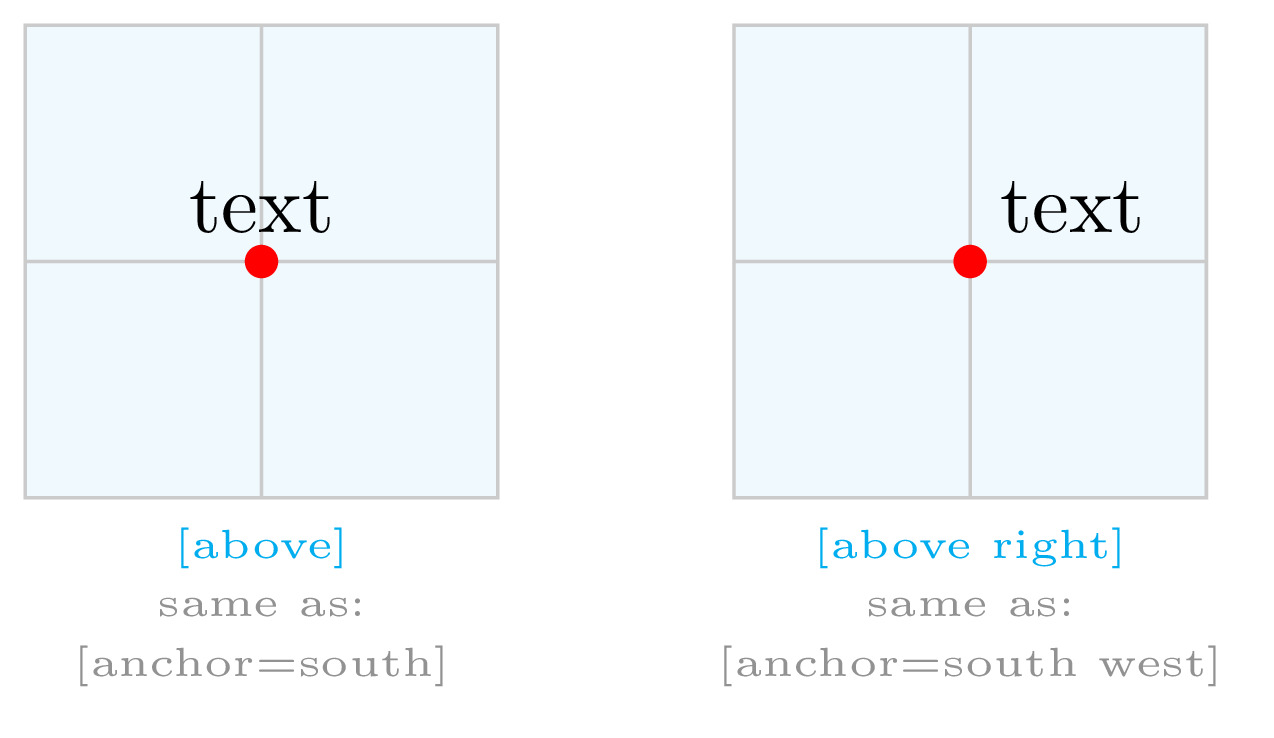 text
[above]
same as:
[anchor=south]
text
[above right]
same as:
[anchor=south west]